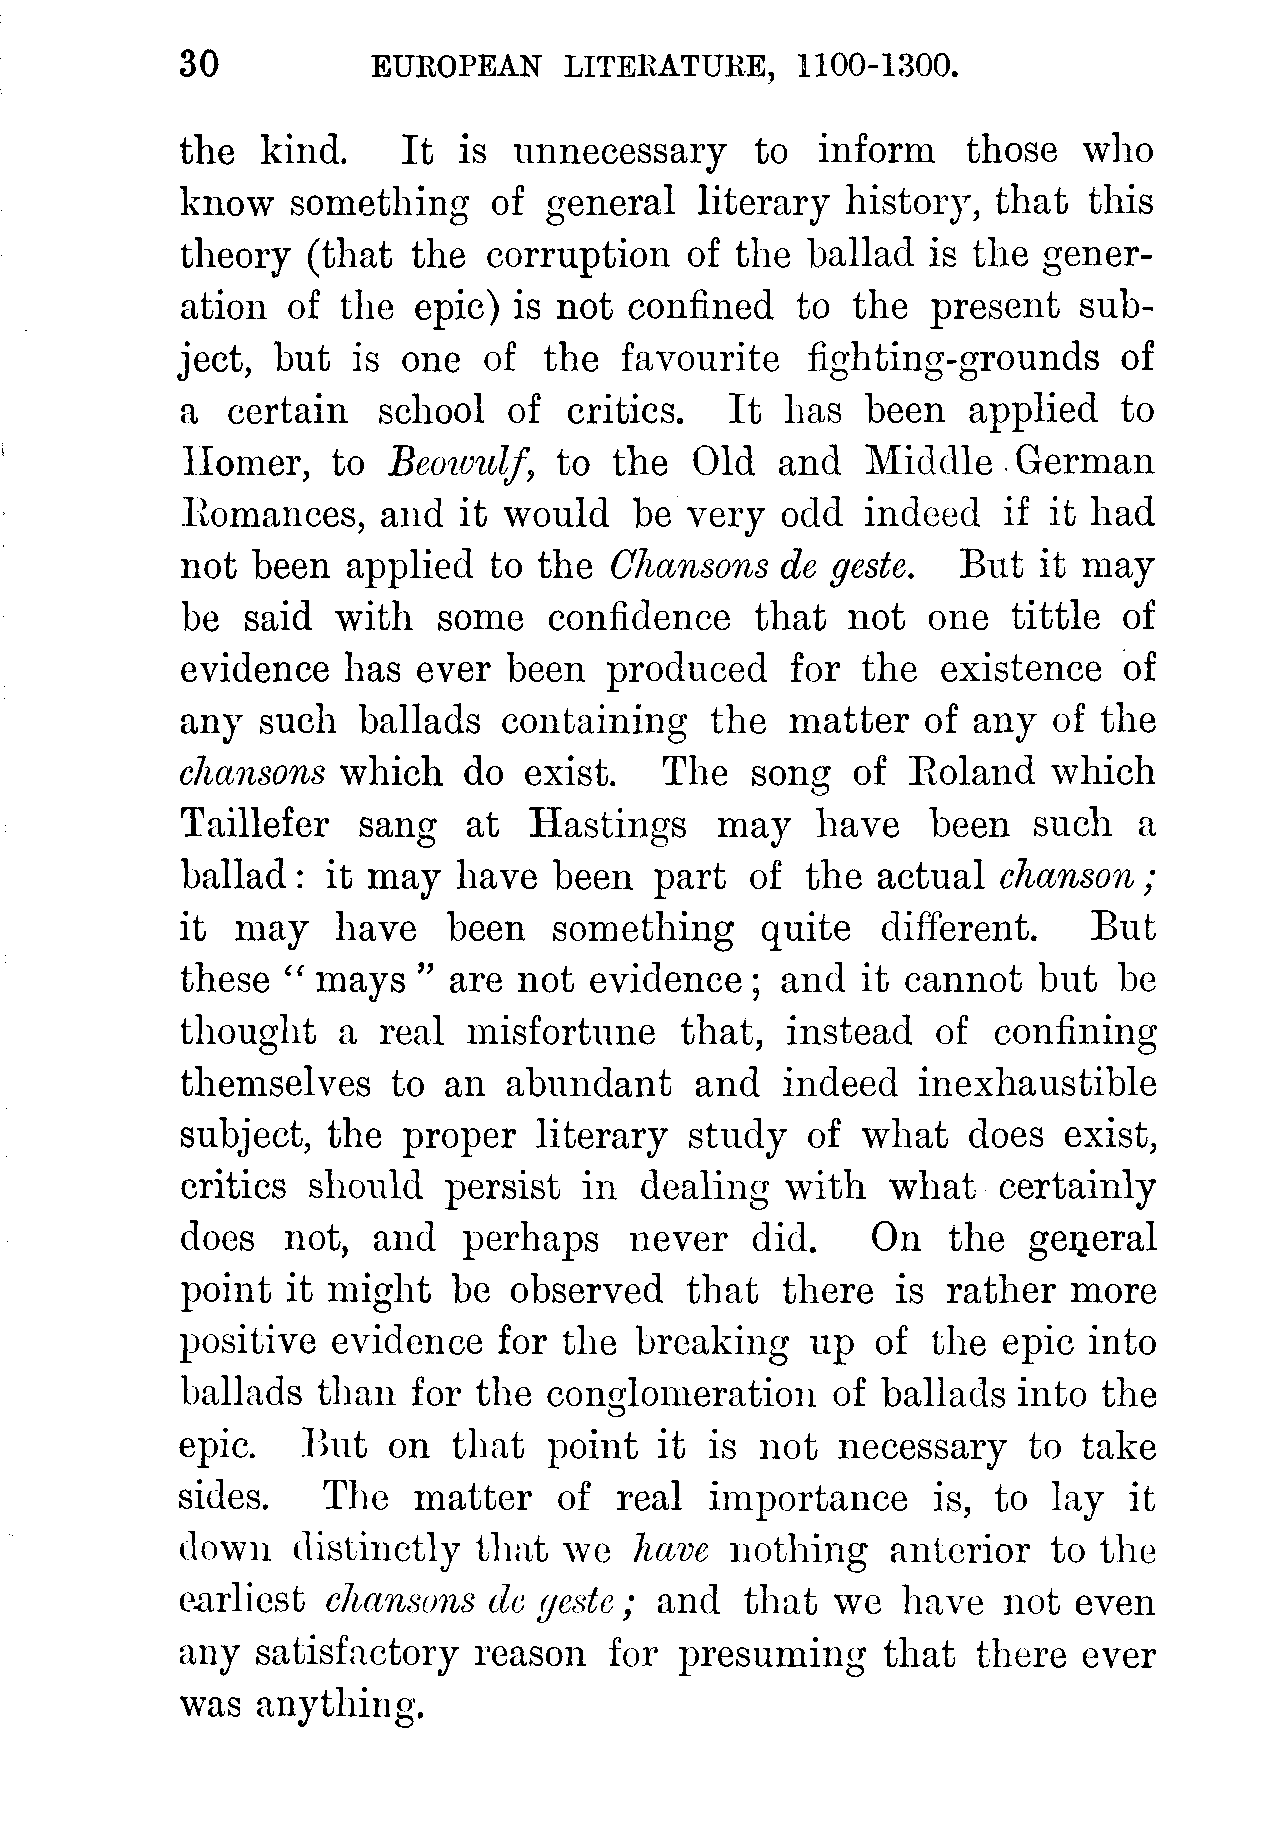 30 EUROPEAN LITERATURE, 1100-1300.
the kind. It is unnecessary to inform those who
know something of general literary history, that this
theory (that the corruption of the ballad is the gener-
ation of the epic) is not confined to the present sub-
ject, but is one of the favourite fighting-grounds of
a certain school of critics. It has been applied to
Homer, to Beowulf, to the Old and Middle German
Romances, and it would be very odd indeed if it had
not been applied to the Chansons de geste. But it may
be said with some confidence that not one tittle of
evidence has ever been produced for the existence of
any such ballads containing the matter of any of the
chansons which do exist. The song of Roland which
Taillefer sang at Hastings may have been such a
ballad: it may have been part of the actual chanson;
it may have been something quite different. But
these "mays" are not evidence; and it cannot but be
thought a real misfortune that, instead of confining
themselves to an abundant and indeed inexhaustible
subject, the proper literary study of what does exist,
critics should persist in dealing with what certainly
does not, and perhaps never did. On the general
point it might be observed that there is rather more
positive evidence for the breaking up of the epic into
ballads than for the conglomeration of ballads into the
epic. But on that point it is not necessary to take
sides. The matter of real importance is, to lay it
down distinctly that we have nothing anterior to the
earliest chansons de geste; and that we have not even
any satisfactory reason for presuming that there ever
was anything.